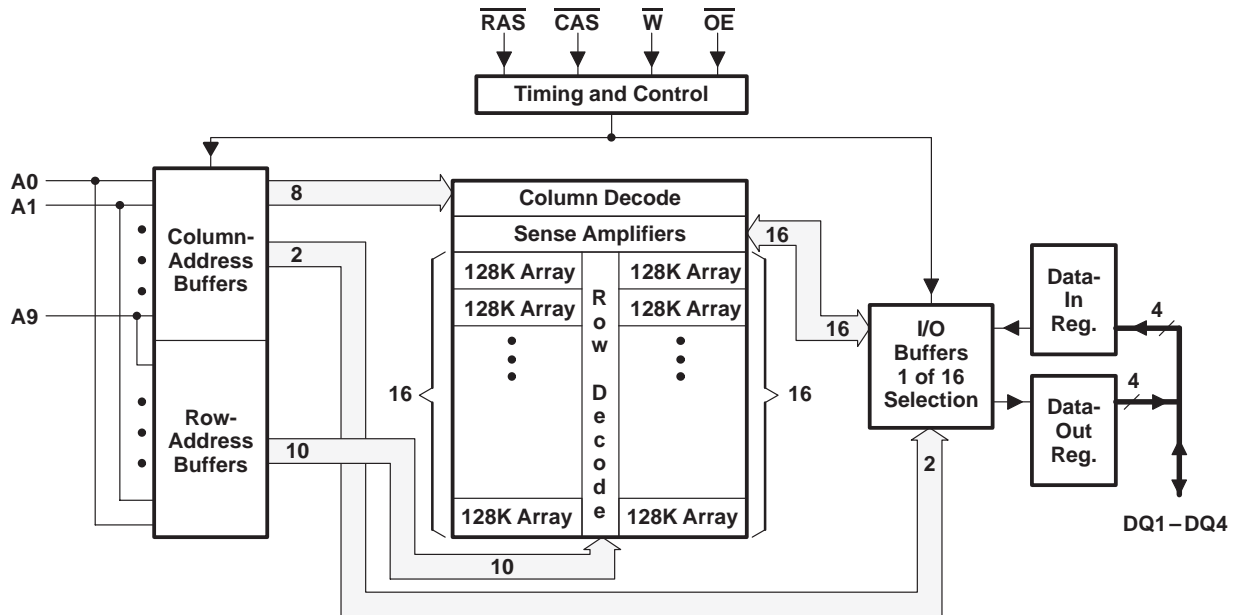 RAS CAS W OE
Timing and Control
A0
A1
A9
Column-
Address
Buffers
Row-
Address
Buffers
8
2
10
10
Column Decode
Sense Amplifiers
128K Array
128K Array
128K Array
128K Array
128K Array
128K Array
Row Decode
16
16
16
16
I/O
Buffers
1 of 16
Selection
2
Data-
In
Reg.
4
Data-
Out
Reg.
4
DQ1–DQ4